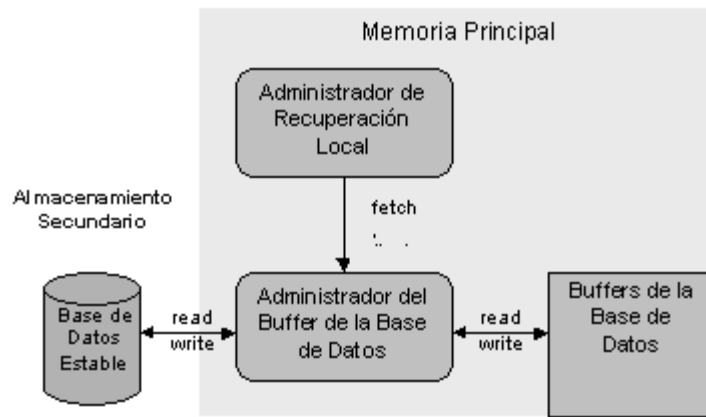 Memoria Principal
Administrador de
Recuperación
Local
Almacenamiento
Secundario
fetch
Base de
Datos
Estable
read
write
Administrador del
Buffer de la Base
de Datos
read
write
Buffers de la
Base de
Datos